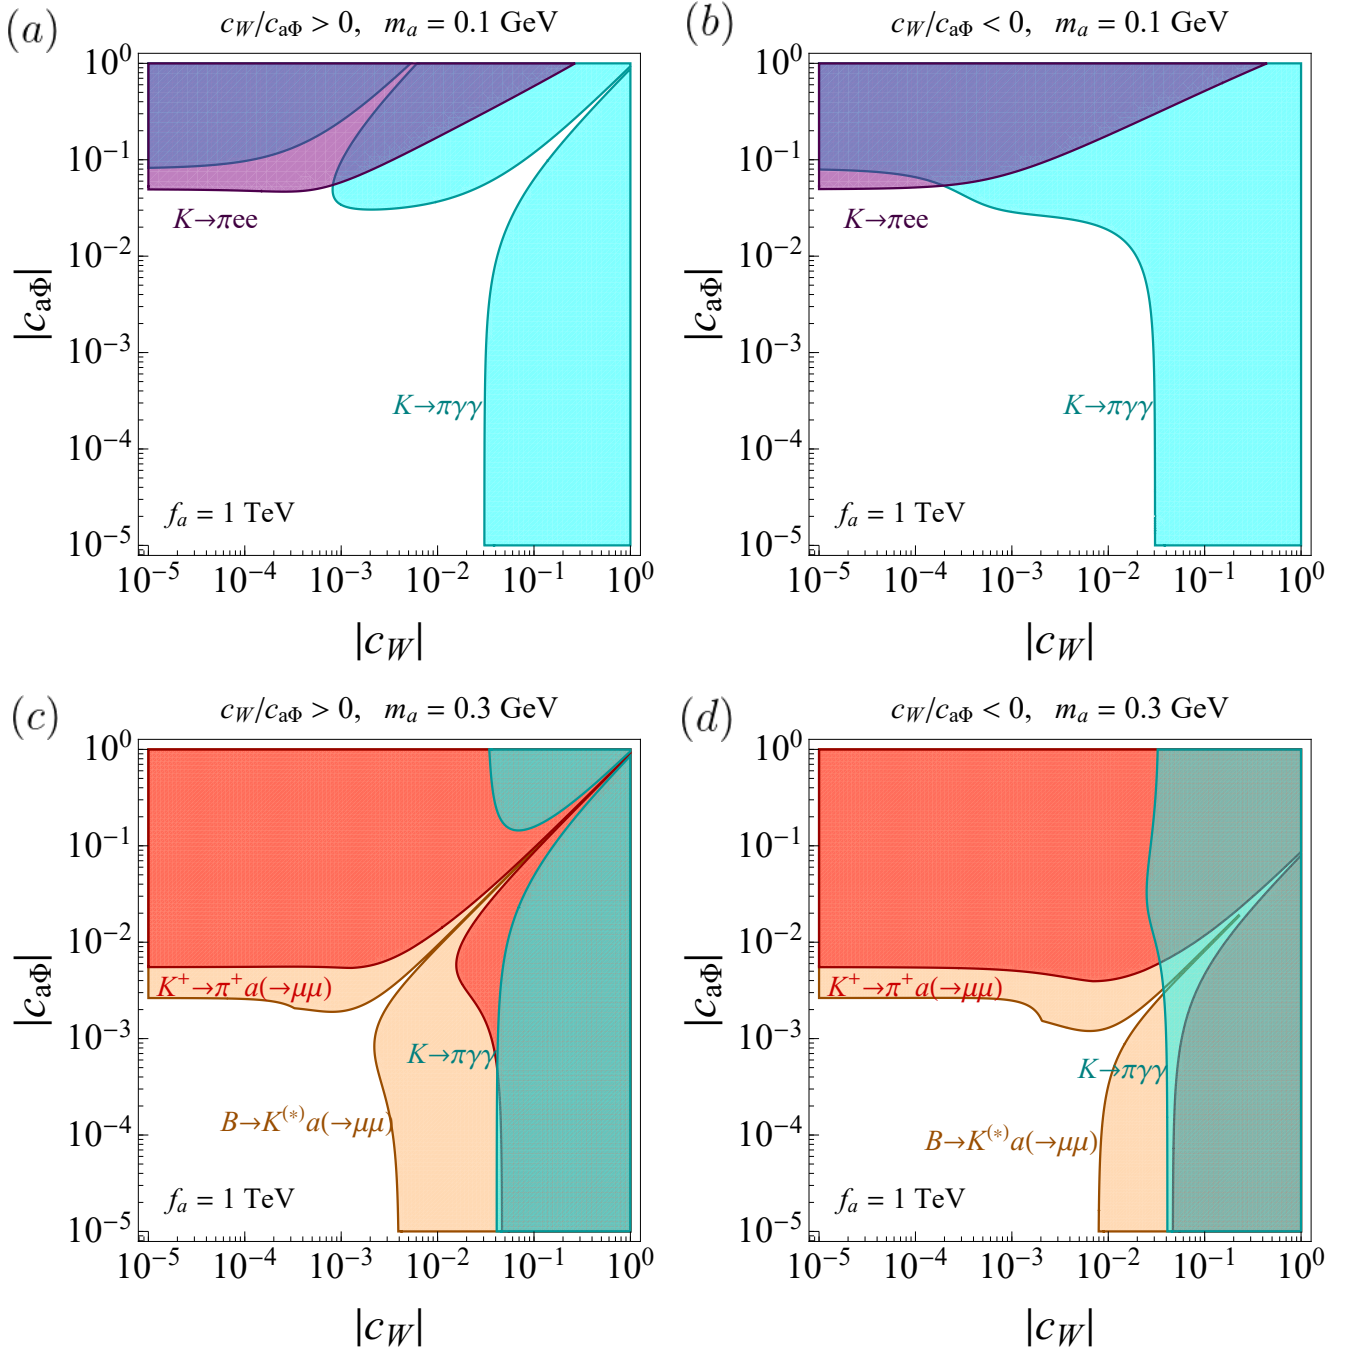 (a) c_W/c_aΦ > 0, m_a = 0.1 GeV
10^0
10^-1
10^-2
10^-3
10^-4
10^-5
|c_aΦ|
K→πee
K→πγγ
f_a = 1 TeV
10^-5 10^-4 10^-3 10^-2 10^-1 10^0
|c_W|
(b) c_W/c_aΦ < 0, m_a = 0.1 GeV
10^0
10^-1
10^-2
10^-3
10^-4
10^-5
|c_aΦ|
K→πee
K→πγγ
f_a = 1 TeV
10^-5 10^-4 10^-3 10^-2 10^-1 10^0
|c_W|
(c) c_W/c_aΦ > 0, m_a = 0.3 GeV
10^0
10^-1
10^-2
10^-3
10^-4
10^-5
|c_aΦ|
K^+→π^+a(→μμ)
K→πγγ
B→K^(*)a(→μμ)
f_a = 1 TeV
10^-5 10^-4 10^-3 10^-2 10^-1 10^0
|c_W|
(d) c_W/c_aΦ < 0, m_a = 0.3 GeV
10^0
10^-1
10^-2
10^-3
10^-4
10^-5
|c_aΦ|
K^+→π^+a(→μμ)
K→πγγ
B→K^(*)a(→μμ)
f_a = 1 TeV
10^-5 10^-4 10^-3 10^-2 10^-1 10^0
|c_W|